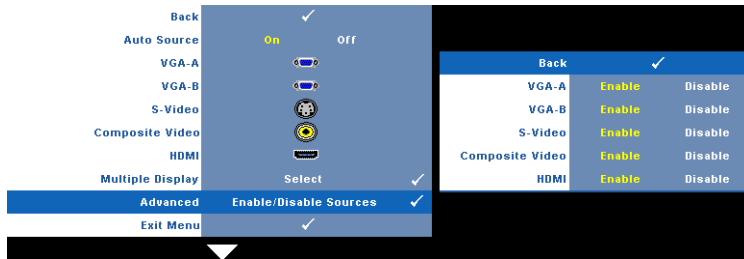 Back
Auto Source On Off
VGA-A
VGA-B
S-Video
Composite Video
HDMI
Multiple Display Select
Advanced Enable/Disable Sources
Exit Menu
Back
VGA-A Enable Disable
VGA-B Enable Disable
S-Video Enable Disable
Composite Video Enable Disable
HDMI Enable Disable